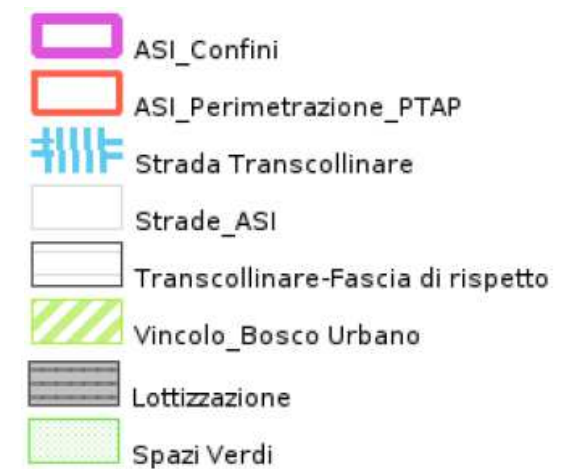 ASI_Confini
ASI_Perimetrazione_PTAP
Strada Transcollinare
Strade_ASI
Transcollinare-Fascia di rispetto
Vincolo_Bosco Urbano
Lottizzazione
Spazi Verdi